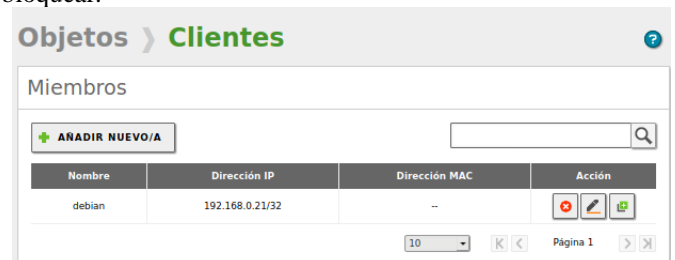 bloquear.
Objetos ❭ Clientes
?
Miembros
+ AÑADIR NUEVO/A
Nombre Dirección IP Dirección MAC Acción
debian 192.168.0.21/32 --
10 Página 1